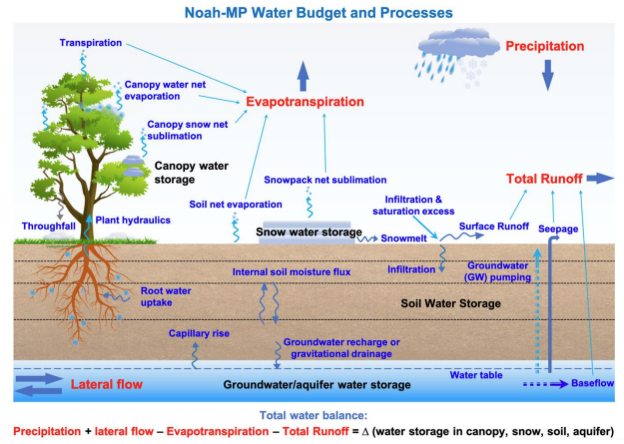 Noah-MP Water Budget and Processes
Transpiration
Precipitation
Canopy water net
evaporation
Evapotranspiration
Canopy snow net
sublimation
Canopy water
storage
Snowpack net sublimation
Total Runoff
Soil net evaporation
Infiltration
& saturation excess
Throughfall
Plant hydraulics
Snow water storage
Snowmelt
Surface Runoff
Seepage
Internal soil moisture flux
Infiltration
Groundwater
(GW) pumping
Root water
uptake
Soil Water Storage
Capillary rise
Groundwater recharge or
gravitational drainage
Water table
Lateral flow
Groundwater/aquifer water storage
Baseflow
Total water balance:
Precipitation + lateral flow – Evapotranspiration – Total Runoff = Δ (water storage in canopy, snow, soil, aquifer)